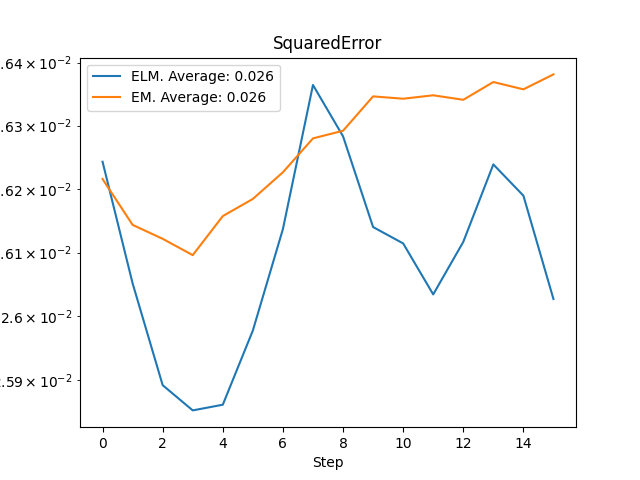 SquaredError
ELM. Average: 0.026
EM. Average: 0.026
.64 × 10⁻²
.63 × 10⁻²
.62 × 10⁻²
.61 × 10⁻²
2.6 × 10⁻²
.59 × 10⁻²
0 2 4 6 8 10 12 14
Step